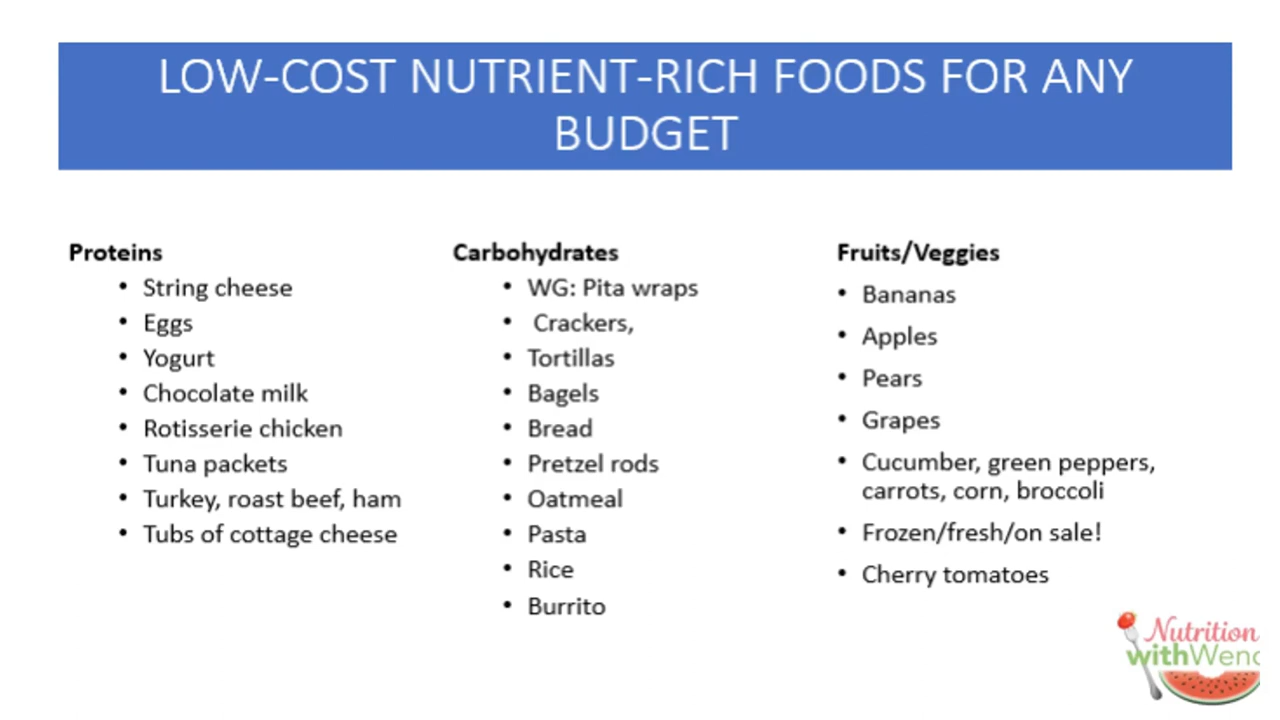 LOW-COST NUTRIENT-RICH FOODS FOR ANY
BUDGET
Proteins
• String cheese
• Eggs
• Yogurt
• Chocolate milk
• Rotisserie chicken
• Tuna packets
• Turkey, roast beef, ham
• Tubs of cottage cheese
Carbohydrates
• WG: Pita wraps
• Crackers,
• Tortillas
• Bagels
• Bread
• Pretzel rods
• Oatmeal
• Pasta
• Rice
• Burrito
Fruits/Veggies
• Bananas
• Apples
• Pears
• Grapes
• Cucumber, green peppers,
carrots, corn, broccoli
• Frozen/fresh/on sale!
• Cherry tomatoes
Nutrition
with